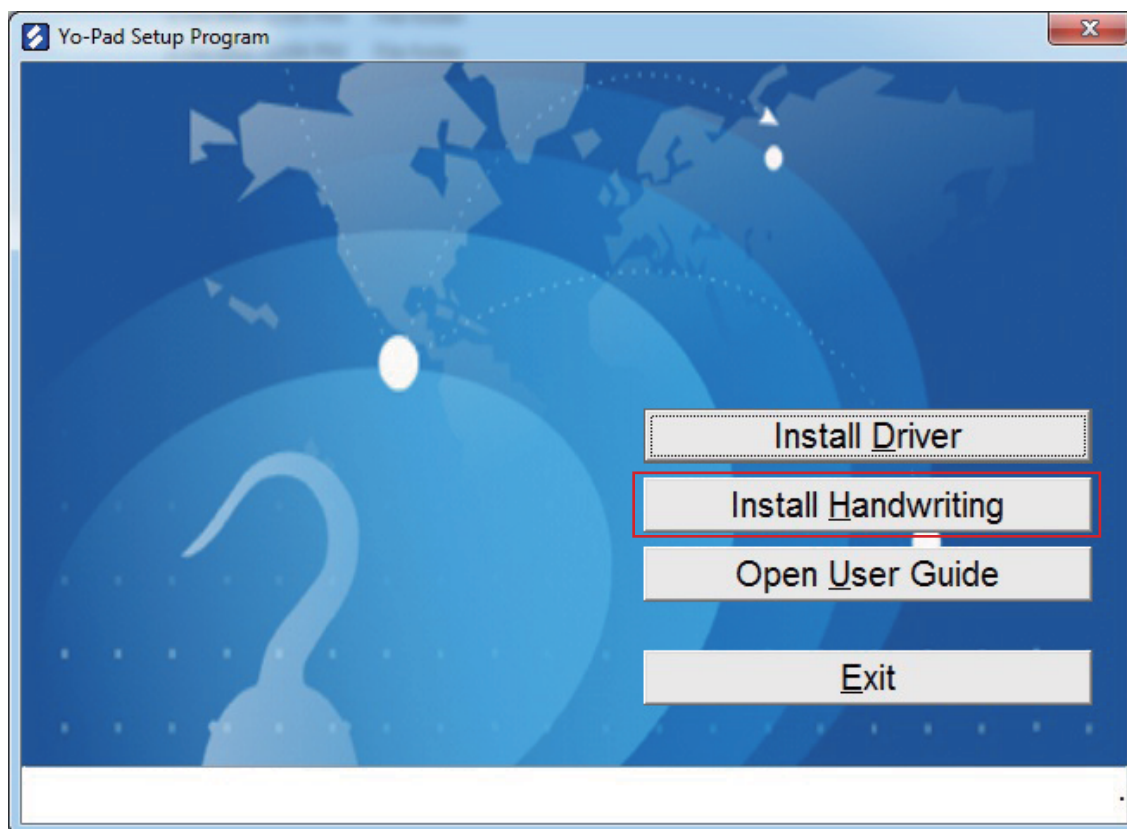 Yo-Pad Setup Program
Install Driver
Install Handwriting
Open User Guide
Exit
.